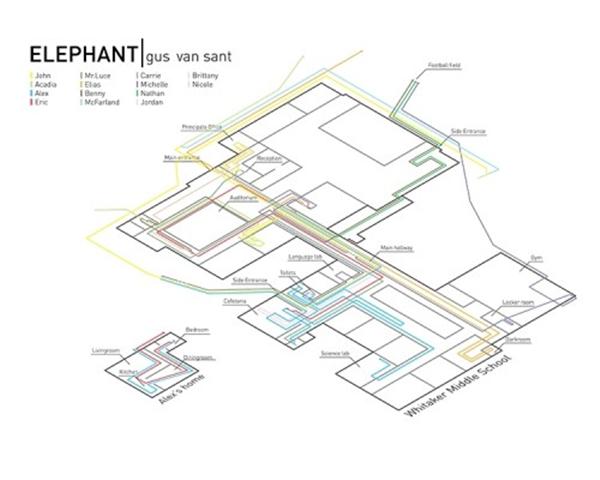 ELEPHANT gus van sant
John Mr.Luce Carrie Brittany
Acadia Elias Michelle Nicole
Alex Benny Nathan
Eric McFarland Jordan
Football field
Principals Office
Side Entrance
Main entrance
Reception
Auditorium
Main hallway
Language lab
Gym
Side Entrance
Toilets
Cafeteria
Locker room
Bedroom
Darkroom
Livingroom
Diningroom
Science lab
Kitchen
Alex's home
Whitaker Middle School